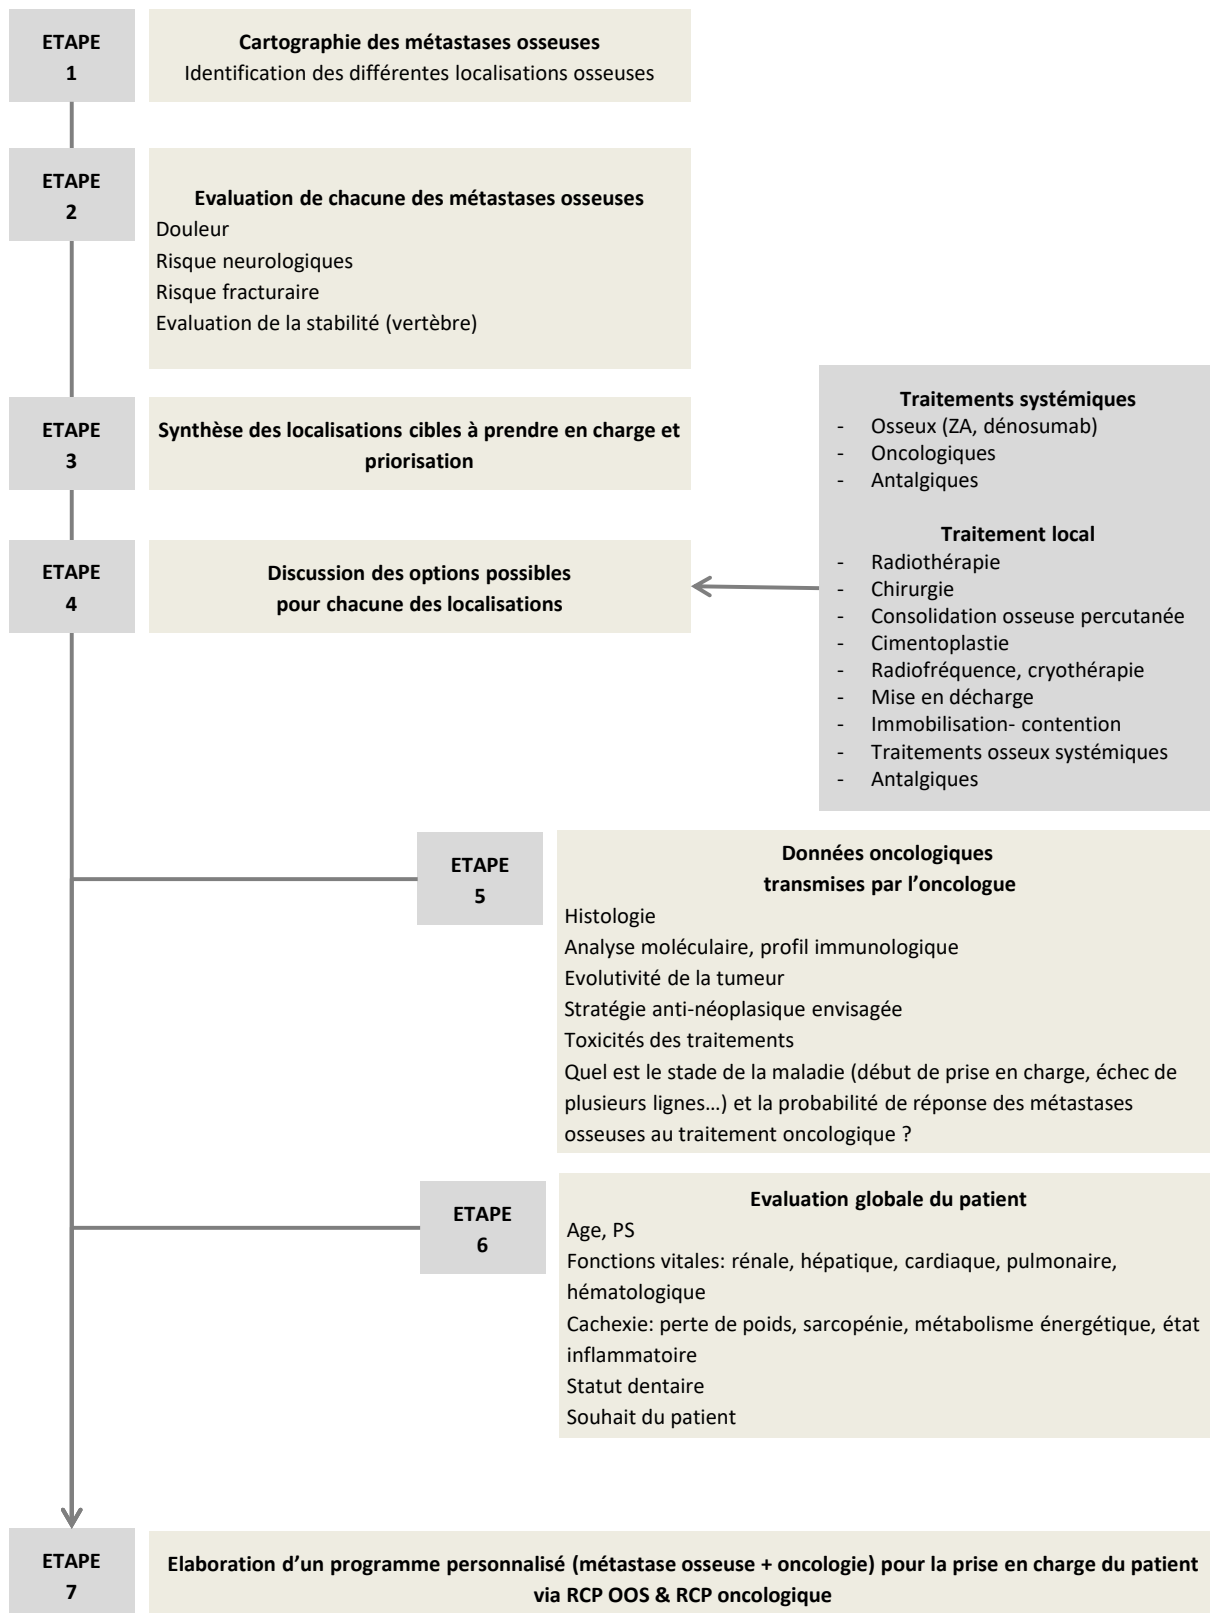 ETAPE
1
Cartographie des métastases osseuses
Identification des différentes localisations osseuses
ETAPE
2
Evaluation de chacune des métastases osseuses
Douleur
Risque neurologiques
Risque fracturaire
Evaluation de la stabilité (vertèbre)
ETAPE
3
Synthèse des localisations cibles à prendre en charge et
priorisation
ETAPE
4
Discussion des options possibles
pour chacune des localisations
Traitements systémiques
- Osseux (ZA, dénosumab)
- Oncologiques
- Antalgiques
Traitement local
- Radiothérapie
- Chirurgie
- Consolidation osseuse percutanée
- Cimentoplastie
- Radiofréquence, cryothérapie
- Mise en décharge
- Immobilisation- contention
- Traitements osseux systémiques
- Antalgiques
ETAPE
5
Données oncologiques
transmises par l’oncologue
Histologie
Analyse moléculaire, profil immunologique
Evolutivité de la tumeur
Stratégie anti-néoplasique envisagée
Toxicités des traitements
Quel est le stade de la maladie (début de prise en charge, échec de
plusieurs lignes…) et la probabilité de réponse des métastases
osseuses au traitement oncologique ?
ETAPE
6
Evaluation globale du patient
Age, PS
Fonctions vitales: rénale, hépatique, cardiaque, pulmonaire,
hématologique
Cachexie: perte de poids, sarcopénie, métabolisme énergétique, état
inflammatoire
Statut dentaire
Souhait du patient
ETAPE
7
Elaboration d’un programme personnalisé (métastase osseuse + oncologie) pour la prise en charge du patient
via RCP OOS & RCP oncologique